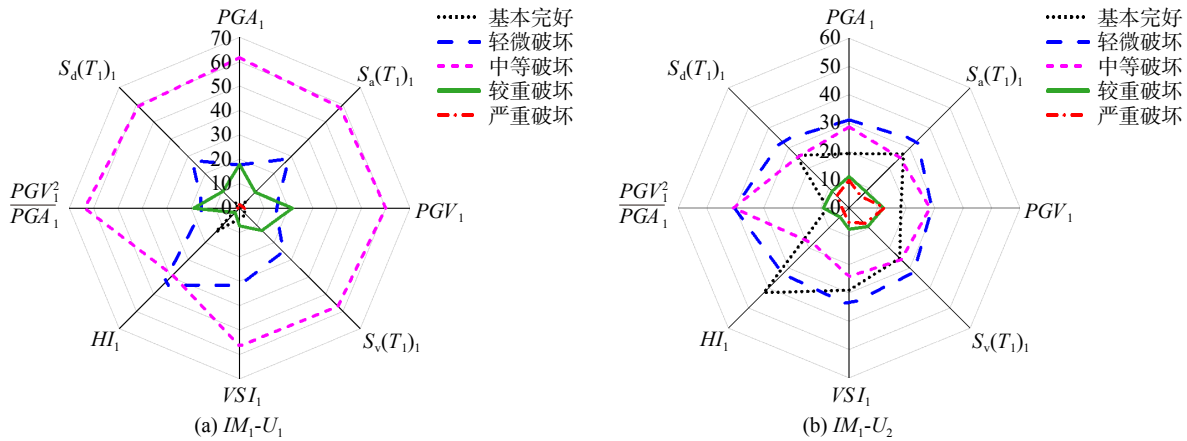 PGA₁
70
60
50
40
30
20
10
0
Sₐ(T₁)₁
PGV₁
Sᵥ(T₁)₁
VSI₁
HI₁
PGV₁²
PGA₁
S_d(T₁)₁
基本完好
轻微破坏
中等破坏
较重破坏
严重破坏
(a) IM₁-U₁
PGA₁
60
50
40
30
20
10
0
Sₐ(T₁)₁
PGV₁
Sᵥ(T₁)₁
VSI₁
HI₁
PGV₁²
PGA₁
S_d(T₁)₁
基本完好
轻微破坏
中等破坏
较重破坏
严重破坏
(b) IM₁-U₂